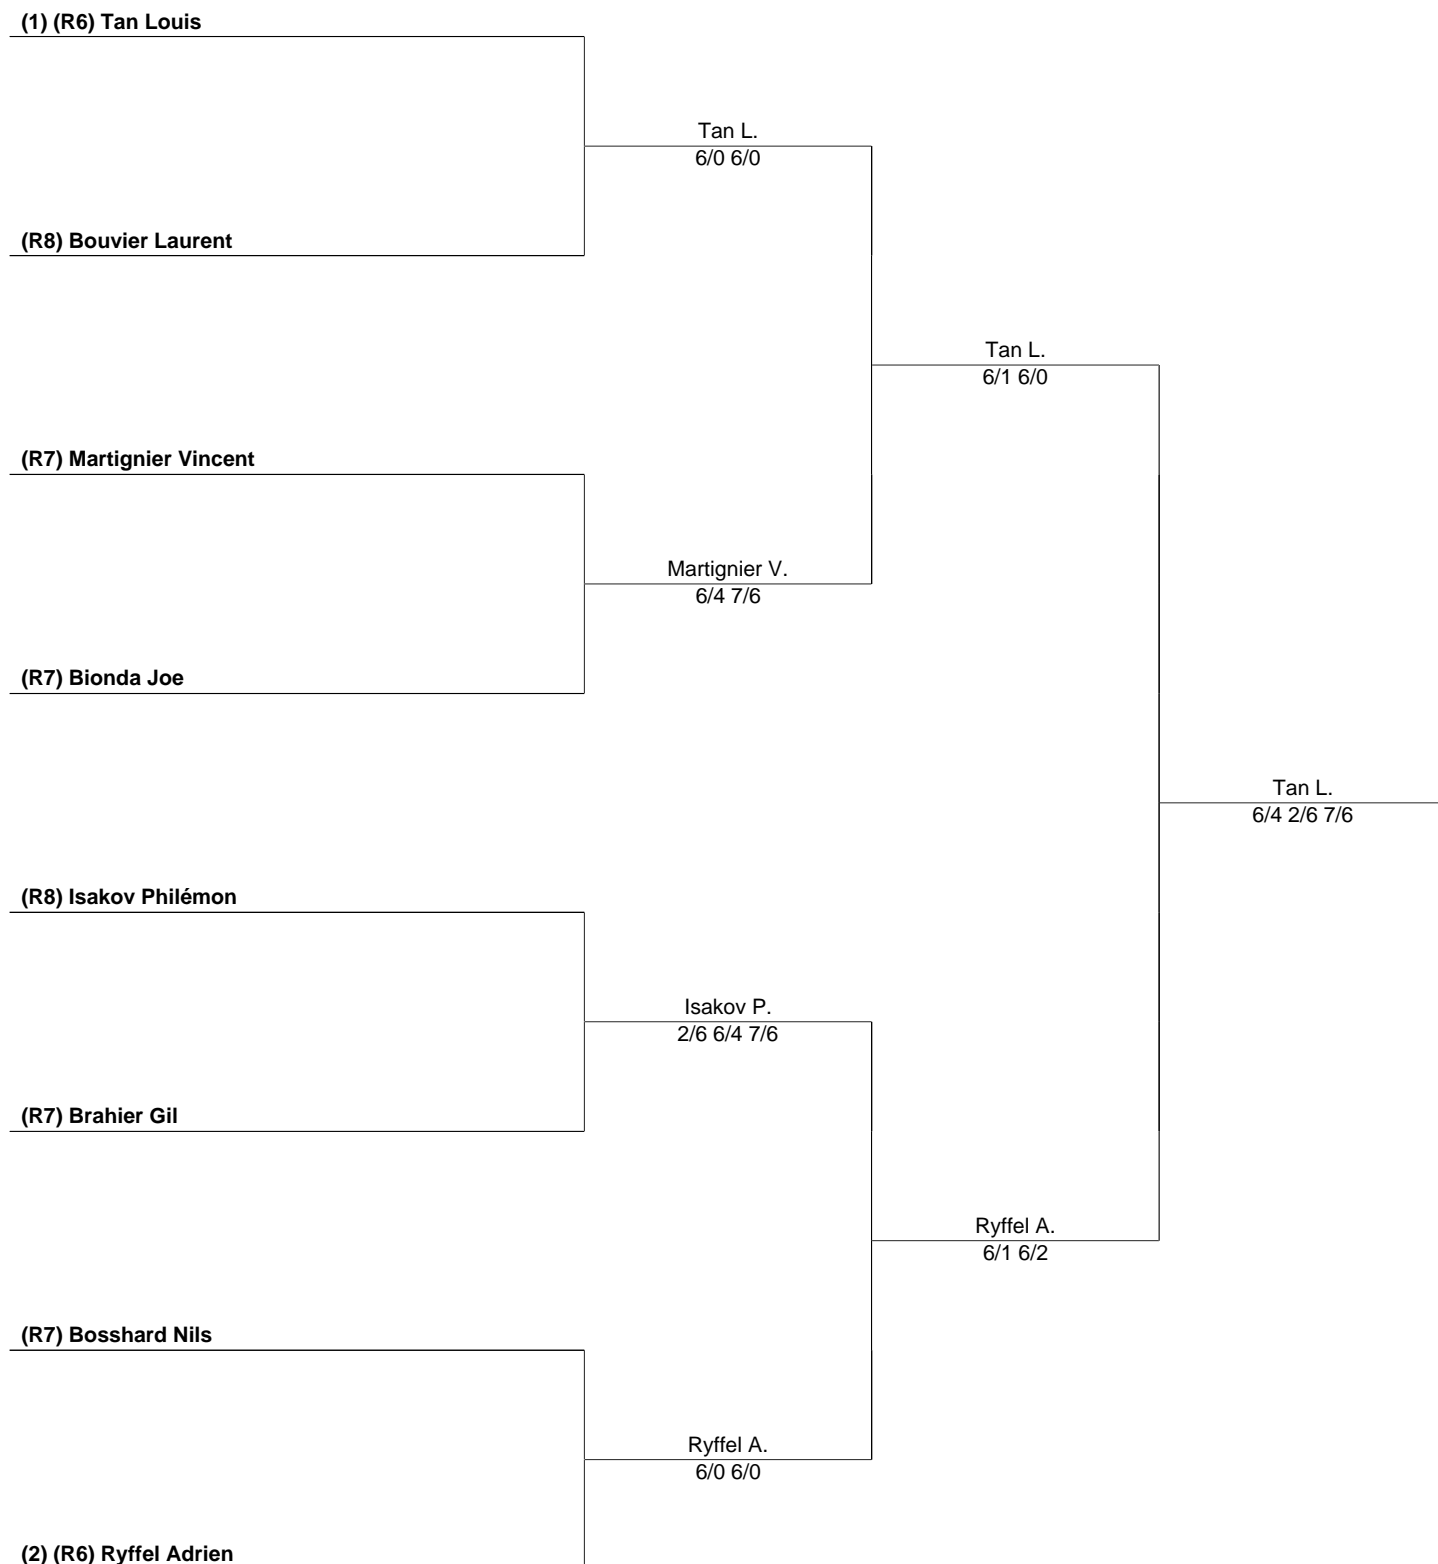 (1) (R6) Tan Louis
Tan L.
6/0 6/0
(R8) Bouvier Laurent
Tan L.
6/1 6/0
(R7) Martignier Vincent
Martignier V.
6/4 7/6
(R7) Bionda Joe
Tan L.
6/4 2/6 7/6
(R8) Isakov Philémon
Isakov P.
2/6 6/4 7/6
(R7) Brahier Gil
Ryffel A.
6/1 6/2
(R7) Bosshard Nils
Ryffel A.
6/0 6/0
(2) (R6) Ryffel Adrien